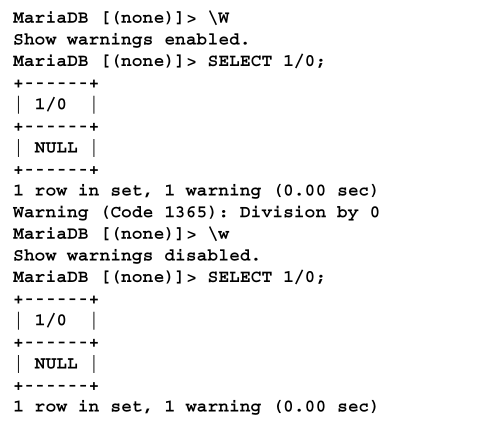 MariaDB [(none)]> \W
Show warnings enabled.
MariaDB [(none)]> SELECT 1/0;
+------+
| 1/0  |
+------+
| NULL |
+------+
1 row in set, 1 warning (0.00 sec)
Warning (Code 1365): Division by 0
MariaDB [(none)]> \w
Show warnings disabled.
MariaDB [(none)]> SELECT 1/0;
+------+
| 1/0  |
+------+
| NULL |
+------+
1 row in set, 1 warning (0.00 sec)